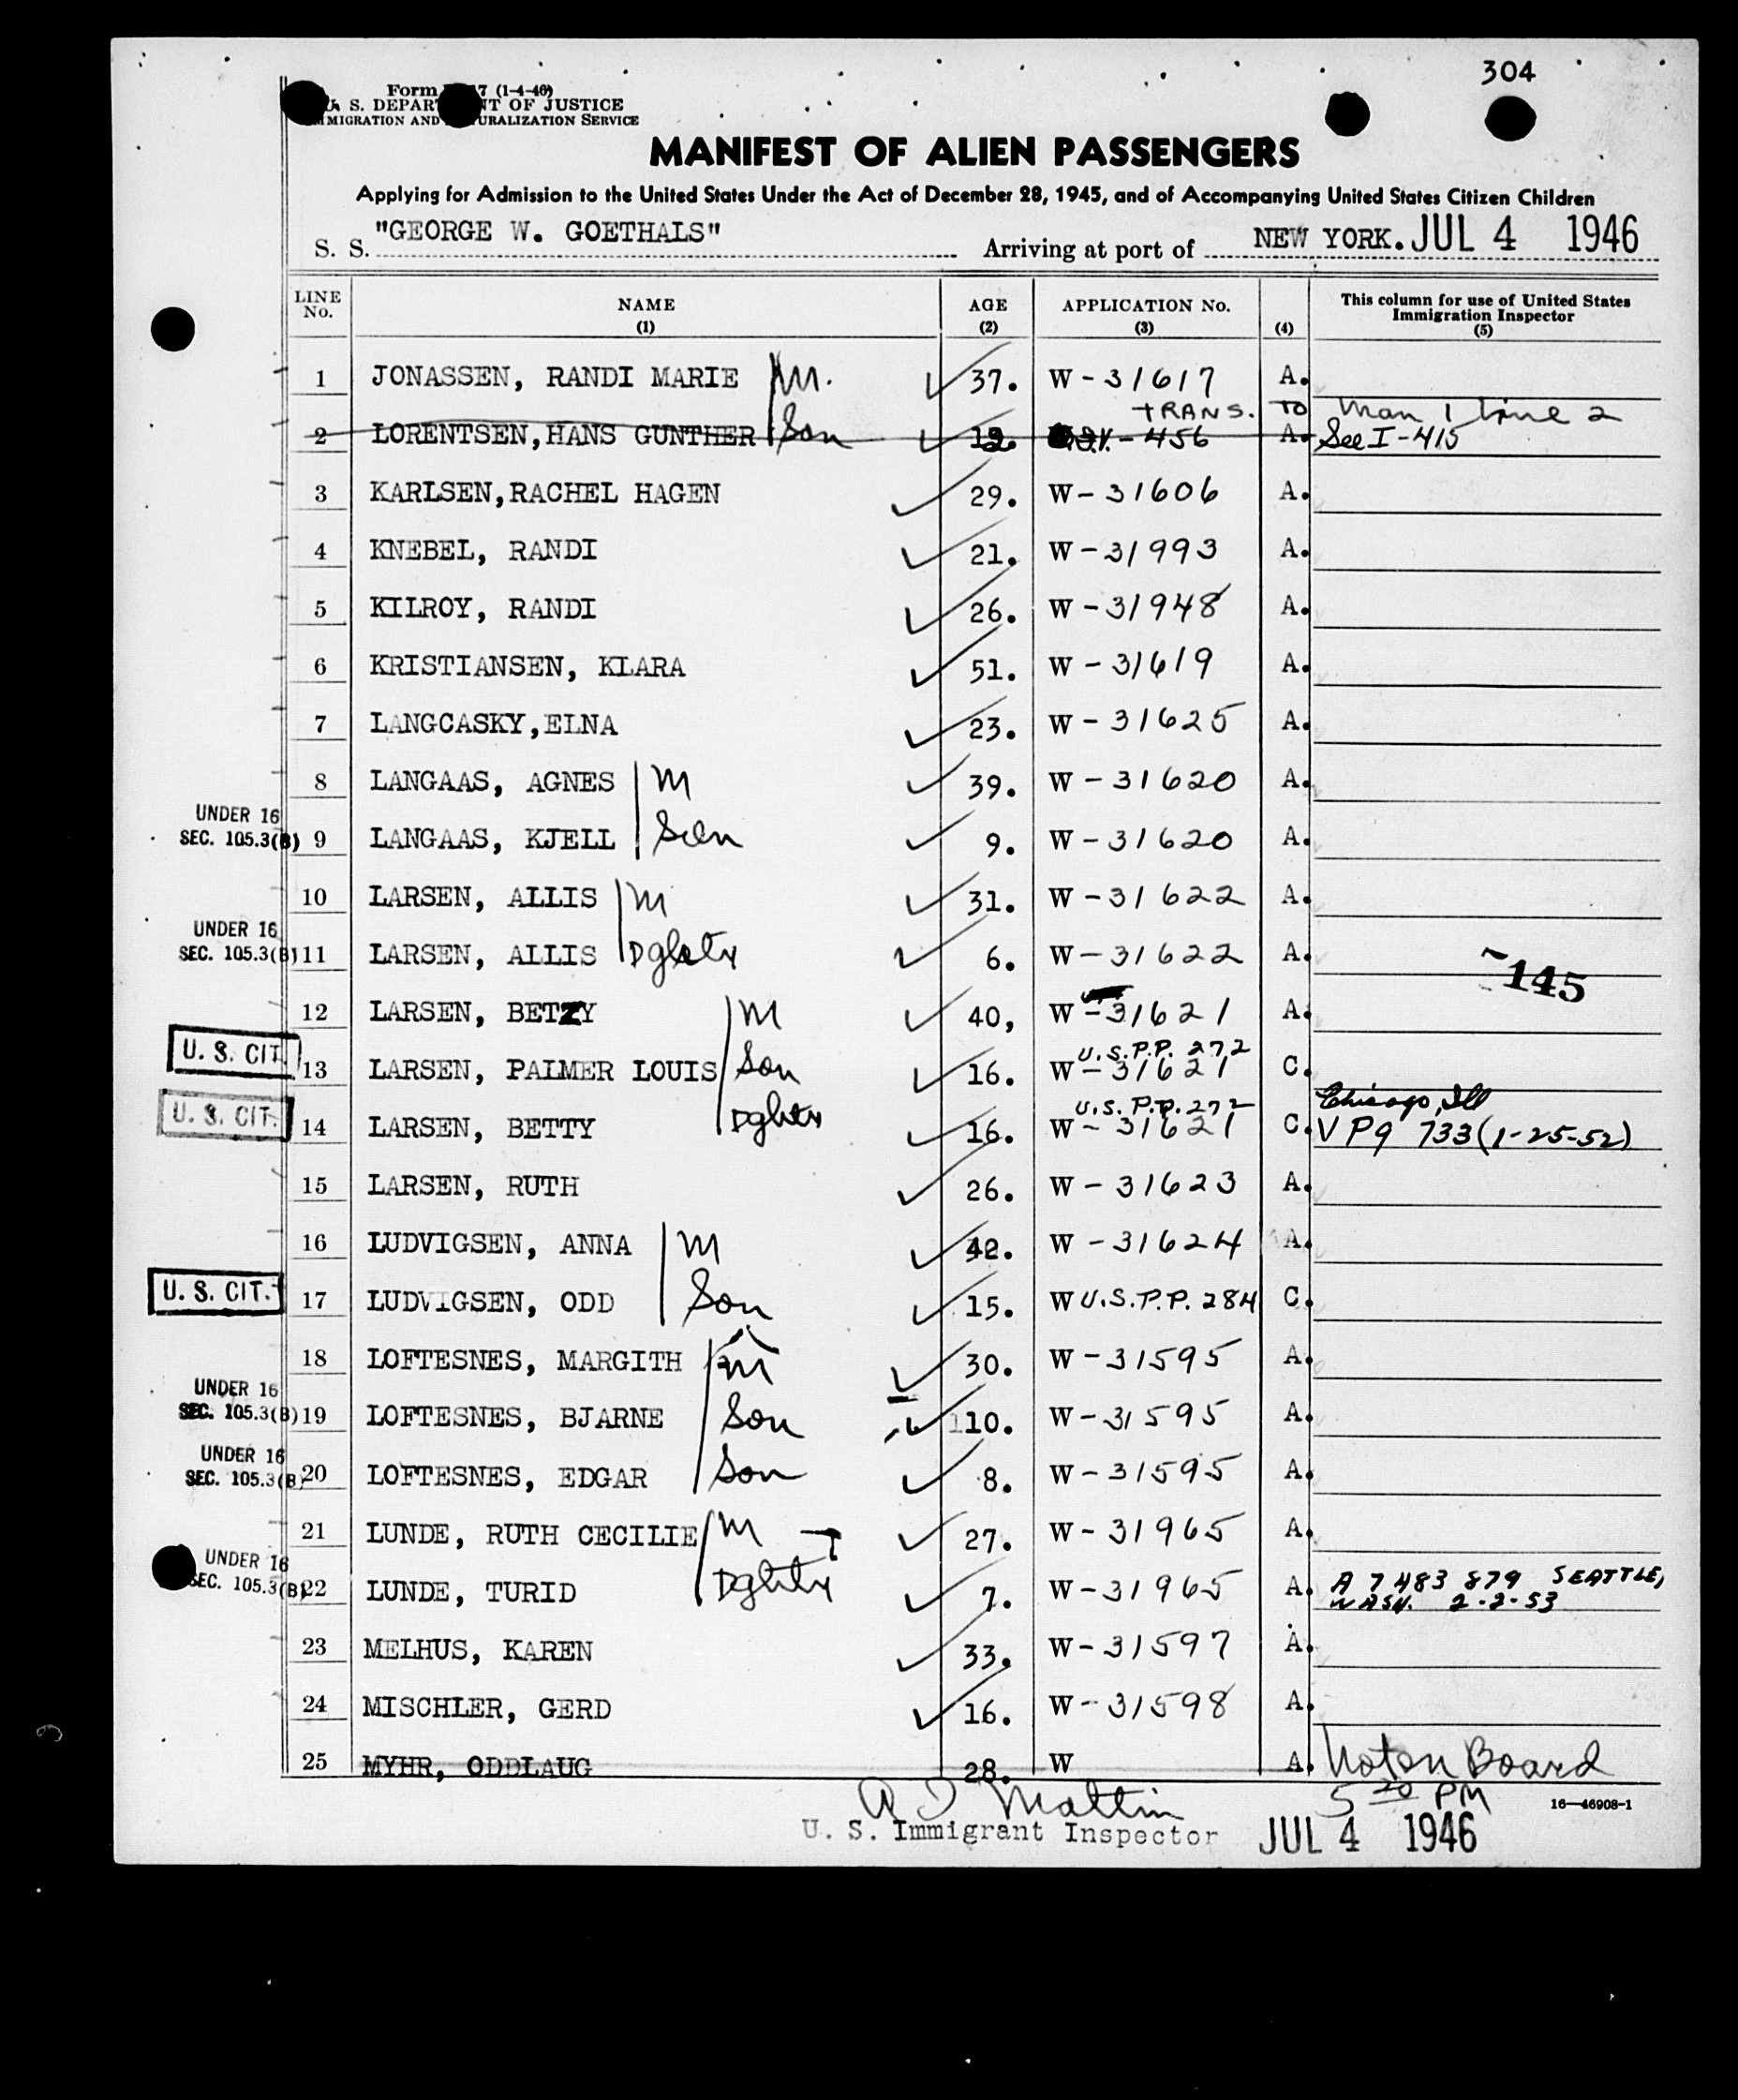 304
Form 7 (1-4-46)
U. S. DEPARTMENT OF JUSTICE
IMMIGRATION AND NATURALIZATION SERVICE
MANIFEST OF ALIEN PASSENGERS
Applying for Admission to the United States Under the Act of December 28, 1945, and of Accompanying United States Citizen Children
S. S. "GEORGE W. GOETHALS" Arriving at port of NEW YORK. JUL 4 1946
LINE No. NAME (1) AGE (2) APPLICATION No. (3) (4) This column for use of United States Immigration Inspector (5)
1 JONASSEN, RANDI MARIE M. 37. W-31617 A.
TRANS. TO Man 1 line 2
2 LORENTSEN,HANS GUNTHER Son 12. -456 A. See I-415
3 KARLSEN,RACHEL HAGEN 29. W-31606 A.
4 KNEBEL, RANDI 21. W-31993 A.
5 KILROY, RANDI 26. W-31948 A.
6 KRISTIANSEN, KLARA 51. W-31619 A.
7 LANGCASKY,ELNA 23. W-31625 A.
8 LANGAAS, AGNES M 39. W-31620 A.
UNDER 16
SEC. 105.3(B) 9 LANGAAS, KJELL Son 9. W-31620 A.
10 LARSEN, ALLIS M 31. W-31622 A.
UNDER 16
SEC. 105.3(B) 11 LARSEN, ALLIS Dghtr 6. W-31622 A.
145
12 LARSEN, BETZY M 40, W-31621 A.
U.S.P.P. 272
U. S. CIT. 13 LARSEN, PALMER LOUIS Son 16. W-31621 C.
U.S.P.P. 272 Chicago, Ill
U. S. CIT. 14 LARSEN, BETTY Dghtr 16. W-31621 C. VP9 733 (1-25-52)
15 LARSEN, RUTH 26. W-31623 A.
16 LUDVIGSEN, ANNA M 42. W-31624 A.
U. S. CIT. 17 LUDVIGSEN, ODD Son 15. W U.S.P.P. 284 C.
18 LOFTESNES, MARGITH M 30. W-31595 A.
UNDER 16
SEC. 105.3(B) 19 LOFTESNES, BJARNE Son 10. W-31595 A.
UNDER 16
SEC. 105.3(B) 20 LOFTESNES, EDGAR Son 8. W-31595 A.
21 LUNDE, RUTH CECILIE M 27. W-31965 A.
UNDER 16
SEC. 105.3(B) 22 LUNDE, TURID Dghtr 7. W-31965 A. A 7 483 879 SEATTLE,
WASH. 2-2-53
23 MELHUS, KAREN 33. W-31597 A.
24 MISCHLER, GERD 16. W-31598 A.
25 MYHR, ODDLAUG 28. W A. Not on Board
5 20 PM
16—46908-1
A D Mattin
U. S. Immigrant Inspector JUL 4 1946